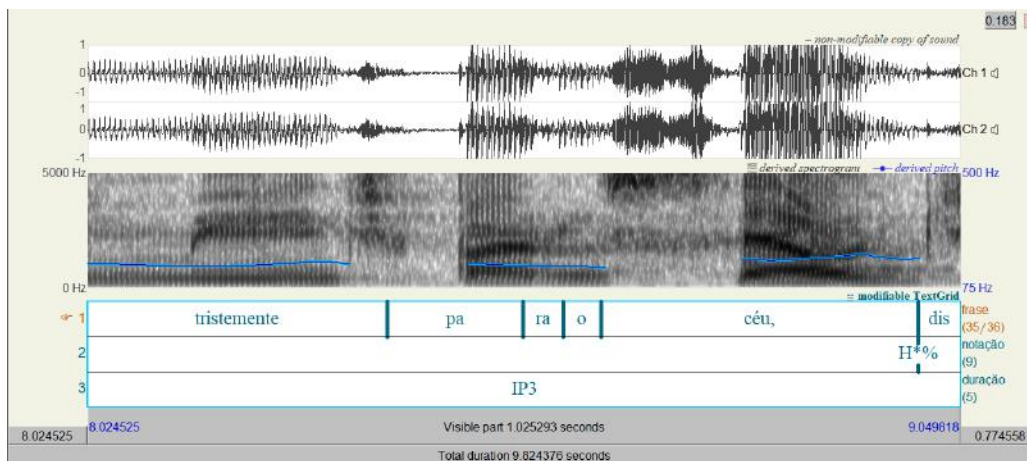 0.183
1
– non-modifiable copy of sound
0
Ch 1
-1
1
0
Ch 2
-1
5000 Hz
derived spectrogram
derived pitch
500 Hz
0 Hz
75 Hz
modifiable TextGrid
1
tristemente
pa
ra
o
céu,
dis
frase
(35/36)
2
H*%
notação
(9)
3
IP3
duração
(5)
8.024525
8.024525
Visible part 1.025293 seconds
9.049818
0.774558
Total duration 9.824376 seconds